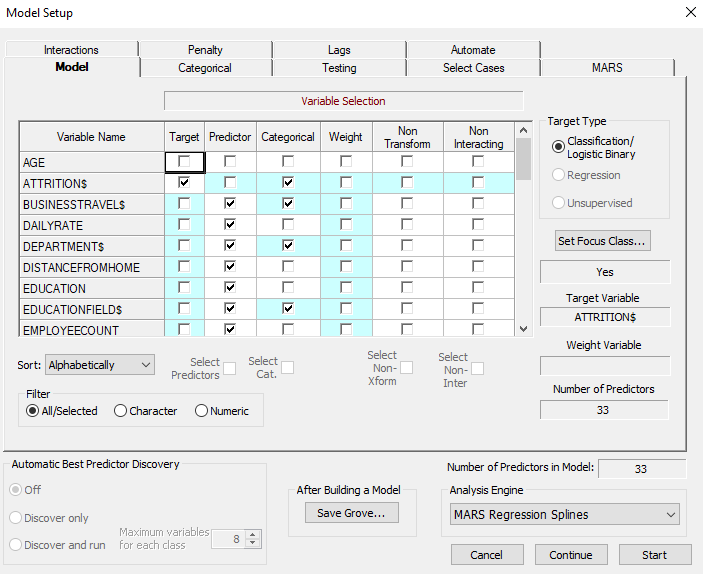 Model Setup
Interactions Penalty Lags Automate
Model Categorical Testing Select Cases MARS
Variable Selection
Variable Name Target Predictor Categorical Weight Non Transform Non Interacting
AGE
ATTRITION$
BUSINESSTRAVEL$
DAILYRATE
DEPARTMENT$
DISTANCEFROMHOME
EDUCATION
EDUCATIONFIELD$
EMPLOYEECOUNT
Target Type
Classification/
Logistic Binary
Regression
Unsupervised
Set Focus Class...
Yes
Target Variable
ATTRITION$
Weight Variable
Number of Predictors
33
Sort: Alphabetically
Select
Predictors
Select
Cat.
Select
Non-
Xform
Select
Non-
Inter
Filter
All/Selected Character Numeric
Automatic Best Predictor Discovery
Off
Discover only
Discover and run
Maximum variables
for each class
8
After Building a Model
Save Grove...
Number of Predictors in Model: 33
Analysis Engine
MARS Regression Splines
Cancel Continue Start